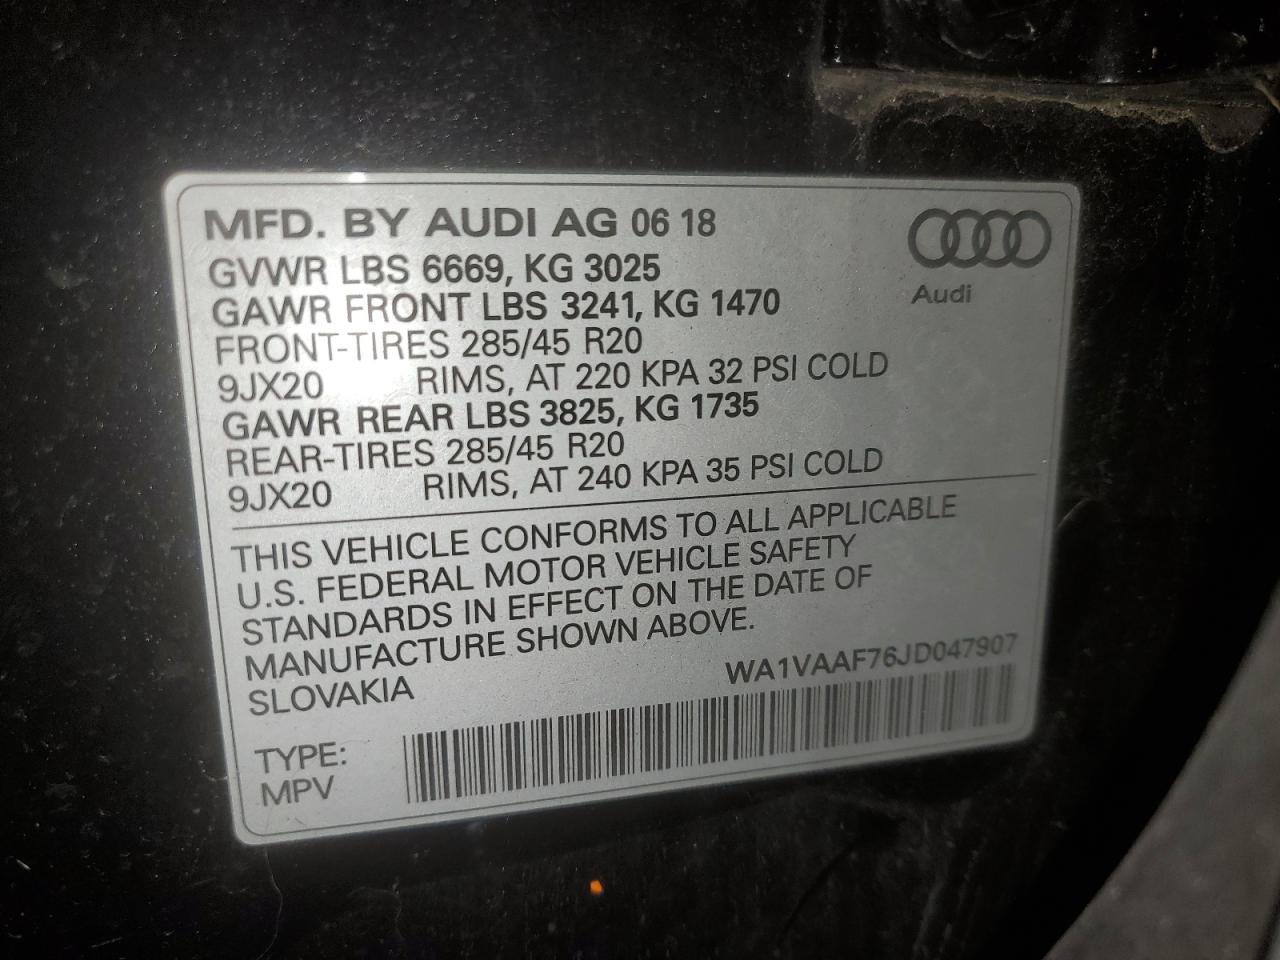 MFD. BY AUDI AG 06 18
Audi
GVWR LBS 6669, KG 3025
GAWR FRONT LBS 3241, KG 1470
FRONT-TIRES 285/45 R20
9JX20 RIMS, AT 220 KPA 32 PSI COLD
GAWR REAR LBS 3825, KG 1735
REAR-TIRES 285/45 R20
9JX20 RIMS, AT 240 KPA 35 PSI COLD
THIS VEHICLE CONFORMS TO ALL APPLICABLE
U.S. FEDERAL MOTOR VEHICLE SAFETY
STANDARDS IN EFFECT ON THE DATE OF
MANUFACTURE SHOWN ABOVE.
SLOVAKIA
WA1VAAF76JD047907
TYPE:
MPV